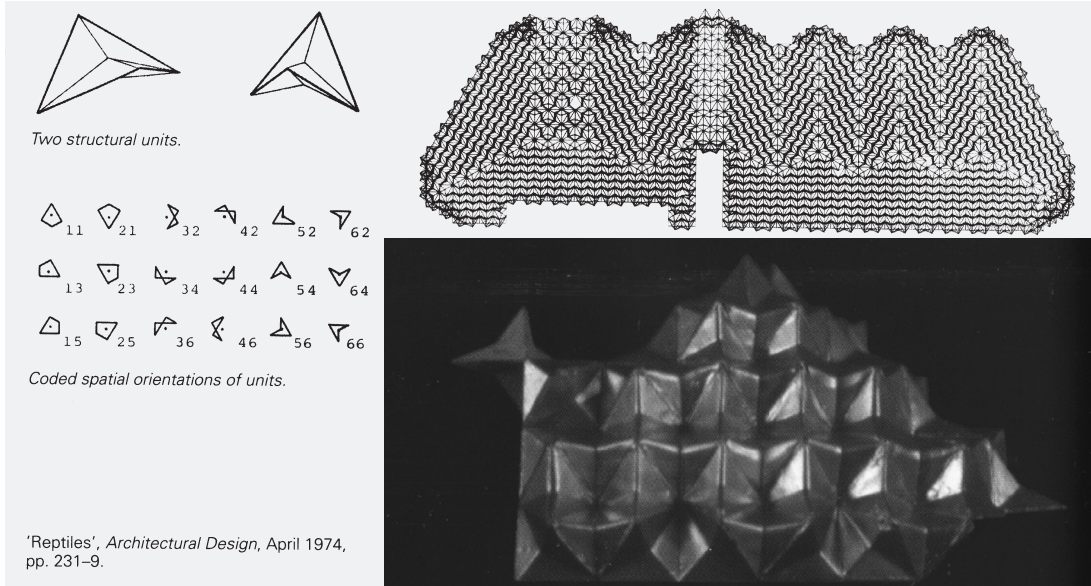 Two structural units.
11 21 32 42 52 62
13 23 34 44 54 64
15 25 36 46 56 66
Coded spatial orientations of units.
'Reptiles', Architectural Design, April 1974,
pp. 231–9.